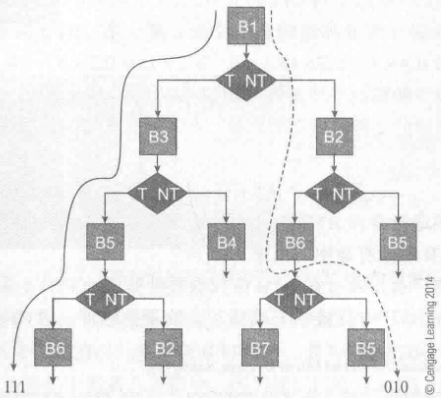 B1
T NT
B3 B2
T NT T NT
B5 B4 B6 B5
T NT T NT
B6 B2 B7 B5
111 010
© Cengage Learning 2014